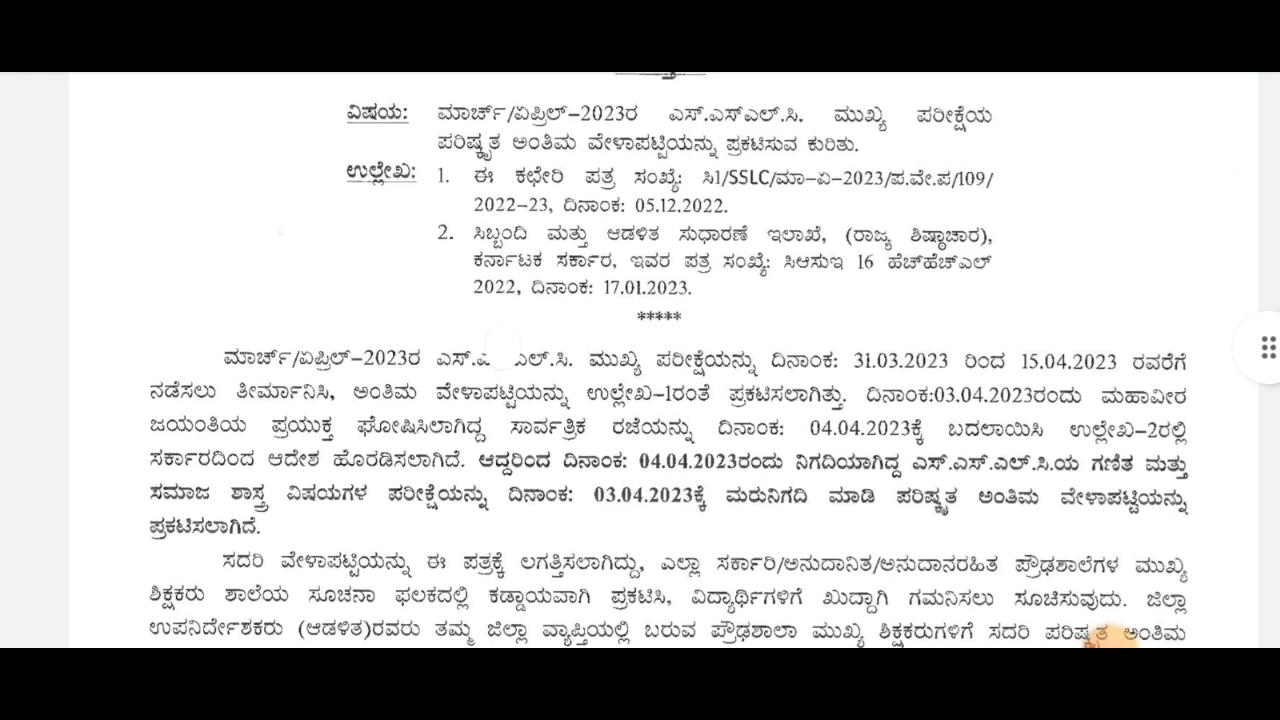 ವಿಷಯ: ಮಾರ್ಚ್/ಏಪ್ರಿಲ್-2023ರ ಎಸ್.ಎಸ್ಎಲ್.ಸಿ. ಮುಖ್ಯ ಪರೀಕ್ಷೆಯ
ಪರಿಷ್ಕೃತ ಅಂತಿಮ ವೇಳಾಪಟ್ಟಿಯನ್ನು ಪ್ರಕಟಿಸುವ ಕುರಿತು.
ಉಲ್ಲೇಖ: 1. ಈ ಕಛೇರಿ ಪತ್ರ ಸಂಖ್ಯೆ: ಸಿ1/SSLC/ಮಾ-ಏ-2023/ಪ.ವೇ.ಪ/109/
2022-23, ದಿನಾಂಕ: 05.12.2022.
2. ಸಿಬ್ಬಂದಿ ಮತ್ತು ಆಡಳಿತ ಸುಧಾರಣೆ ಇಲಾಖೆ, (ರಾಜ್ಯ ಶಿಷ್ಠಾಚಾರ),
ಕರ್ನಾಟಕ ಸರ್ಕಾರ, ಇವರ ಪತ್ರ ಸಂಖ್ಯೆ: ಸಿಆಸುಇ 16 ಹೆಚ್‌ಹೆಚ್‌ಎಲ್
2022, ದಿನಾಂಕ: 17.01.2023.
*****
ಮಾರ್ಚ್/ಏಪ್ರಿಲ್-2023ರ ಮುಖ್ಯ ಪರೀಕ್ಷೆಯನ್ನು ದಿನಾಂಕ: 31.03.2023 ರಿಂದ 15.04.2023 ರವರೆಗೆ
ನಡೆಸಲು ತೀರ್ಮಾನಿಸಿ, ಅಂತಿಮ ವೇಳಾಪಟ್ಟಿಯನ್ನು ಉಲ್ಲೇಖ-1ರಂತೆ ಪ್ರಕಟಿಸಲಾಗಿತ್ತು. ದಿನಾಂಕ:03.04.2023ರಂದು ಮಹಾವೀರ
ಜಯಂತಿಯ ಪ್ರಯುಕ್ತ ಘೋಷಿಸಿಲಾಗಿದ್ದ ಸಾರ್ವತ್ರಿಕ ರಜೆಯನ್ನು ದಿನಾಂಕ: 04.04.2023ಕ್ಕೆ ಬದಲಾಯಿಸಿ ಉಲ್ಲೇಖ-2ರಲ್ಲಿ
ಸರ್ಕಾರದಿಂದ ಆದೇಶ ಹೊರಡಿಸಲಾಗಿದೆ. ಆದ್ದರಿಂದ ದಿನಾಂಕ: 04.04.2023ರಂದು ನಿಗದಿಯಾಗಿದ್ದ ಎಸ್.ಎಸ್.ಎಲ್.ಸಿ.ಯ ಗಣಿತ ಮತ್ತು
ಸಮಾಜ ಶಾಸ್ತ್ರ ವಿಷಯಗಳ ಪರೀಕ್ಷೆಯನ್ನು ದಿನಾಂಕ: 03.04.2023ಕ್ಕೆ ಮರುನಿಗದಿ ಮಾಡಿ ಪರಿಷ್ಕೃತ ಅಂತಿಮ ವೇಳಾಪಟ್ಟಿಯನ್ನು
ಪ್ರಕಟಿಸಲಾಗಿದೆ.
ಸದರಿ ವೇಳಾಪಟ್ಟಿಯನ್ನು ಈ ಪತ್ರಕ್ಕೆ ಲಗತ್ತಿಸಲಾಗಿದ್ದು, ಎಲ್ಲಾ ಸರ್ಕಾರಿ/ಅನುದಾನಿತ/ಅನುದಾನರಹಿತ ಪ್ರೌಢಶಾಲೆಗಳ ಮುಖ್ಯ
ಶಿಕ್ಷಕರು ಶಾಲೆಯ ಸೂಚನಾ ಫಲಕದಲ್ಲಿ ಕಡ್ಡಾಯವಾಗಿ ಪ್ರಕಟಿಸಿ, ವಿದ್ಯಾರ್ಥಿಗಳಿಗೆ ಖುದ್ದಾಗಿ ಗಮನಿಸಲು ಸೂಚಿಸುವುದು. ಜಿಲ್ಲಾ
ಉಪನಿರ್ದೇಶಕರು (ಆಡಳಿತ)ರವರು ತಮ್ಮ ಜಿಲ್ಲಾ ವ್ಯಾಪ್ತಿಯಲ್ಲಿ ಬರುವ ಪ್ರೌಢಶಾಲಾ ಮುಖ್ಯ ಶಿಕ್ಷಕರುಗಳಿಗೆ ಸದರಿ ಪರಿಷ್ಕೃತ ಅಂತಿಮ